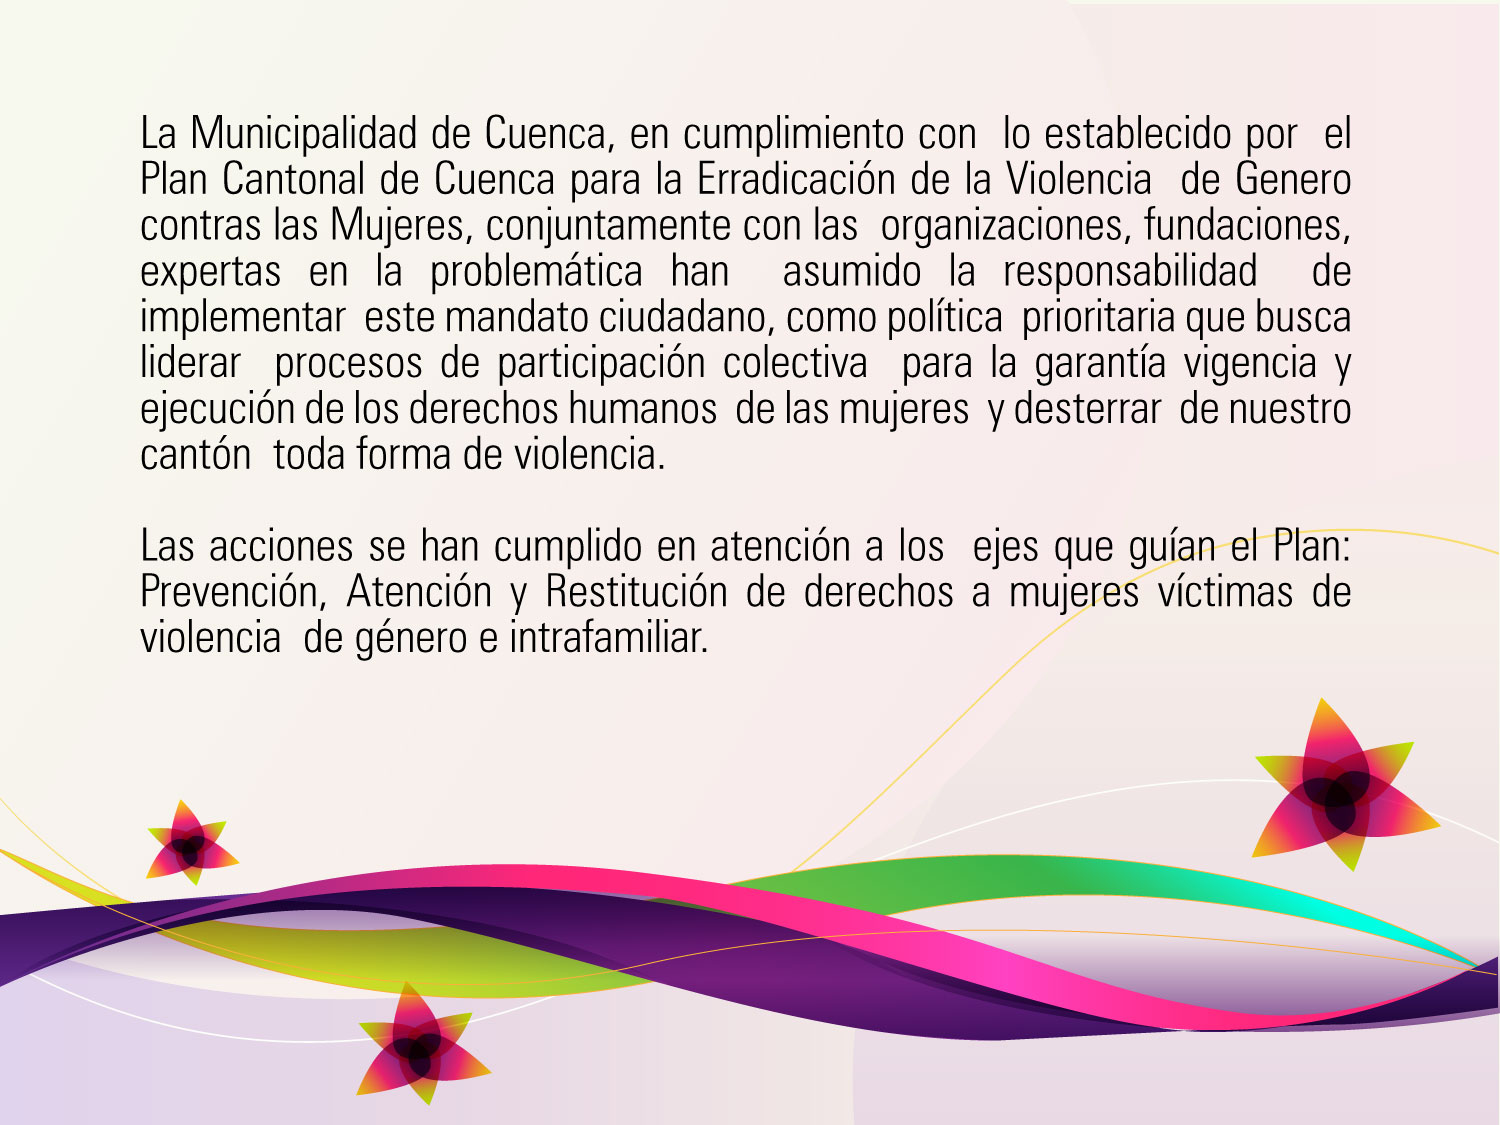 La Municipalidad de Cuenca, en cumplimiento con lo establecido por el
Plan Cantonal de Cuenca para la Erradicación de la Violencia de Genero
contras las Mujeres, conjuntamente con las organizaciones, fundaciones,
expertas en la problemática han asumido la responsabilidad de
implementar este mandato ciudadano, como política prioritaria que busca
liderar procesos de participación colectiva para la garantía vigencia y
ejecución de los derechos humanos de las mujeres y desterrar de nuestro
cantón toda forma de violencia.
Las acciones se han cumplido en atención a los ejes que guían el Plan:
Prevención, Atención y Restitución de derechos a mujeres víctimas de
violencia de género e intrafamiliar.